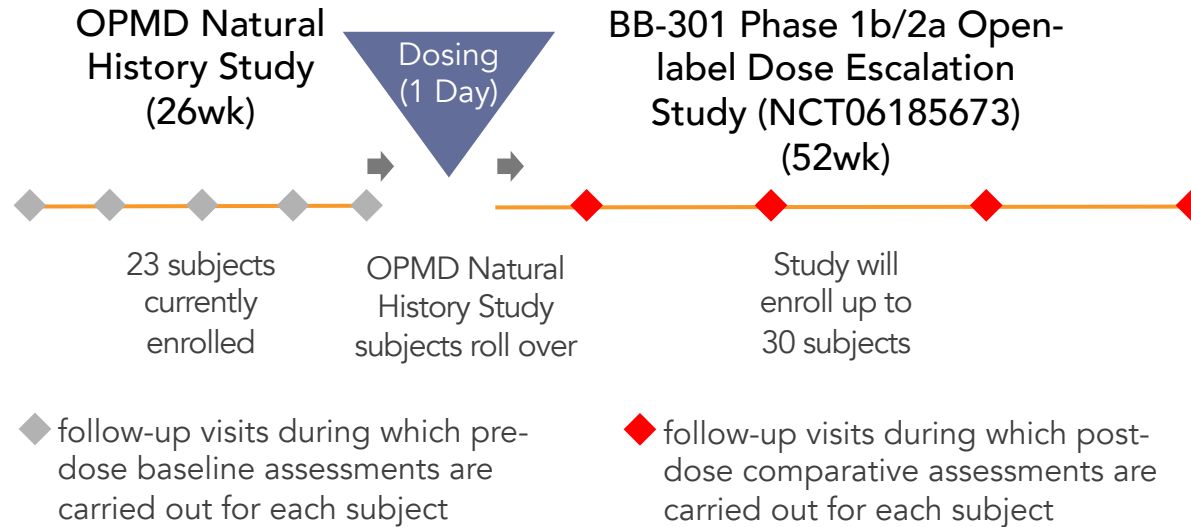 OPMD Natural
History Study
(26wk)
Dosing
(1 Day)
BB-301 Phase 1b/2a Open-
label Dose Escalation
Study (NCT06185673)
(52wk)
23 subjects
currently
enrolled
OPMD Natural
History Study
subjects roll over
Study will
enroll up to
30 subjects
follow-up visits during which pre-
dose baseline assessments are
carried out for each subject
follow-up visits during which post-
dose comparative assessments are
carried out for each subject